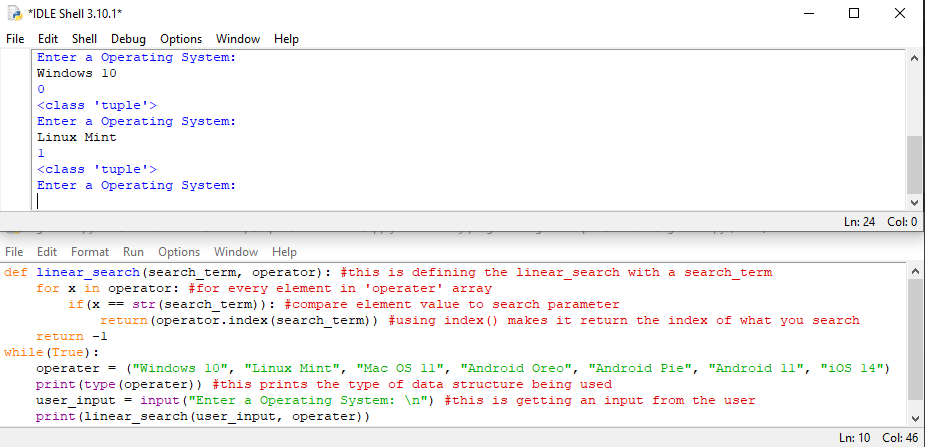 *IDLE Shell 3.10.1*
File Edit Shell Debug Options Window Help
Enter a Operating System:
Windows 10
0
<class 'tuple'>
Enter a Operating System:
Linux Mint
1
<class 'tuple'>
Enter a Operating System:
Ln: 24 Col: 0
File Edit Format Run Options Window Help
def linear_search(search_term, operator): #this is defining the linear_search with a search_term
    for x in operator: #for every element in 'operater' array
        if(x == str(search_term)): #compare element value to search parameter
            return(operator.index(search_term)) #using index() makes it return the index of what you search
    return -1
while(True):
    operater = ("Windows 10", "Linux Mint", "Mac OS 11", "Android Oreo", "Android Pie", "Android 11", "iOS 14")
    print(type(operater)) #this prints the type of data structure being used
    user_input = input("Enter a Operating System: \n") #this is getting an input from the user
    print(linear_search(user_input, operater))
Ln: 10 Col: 46